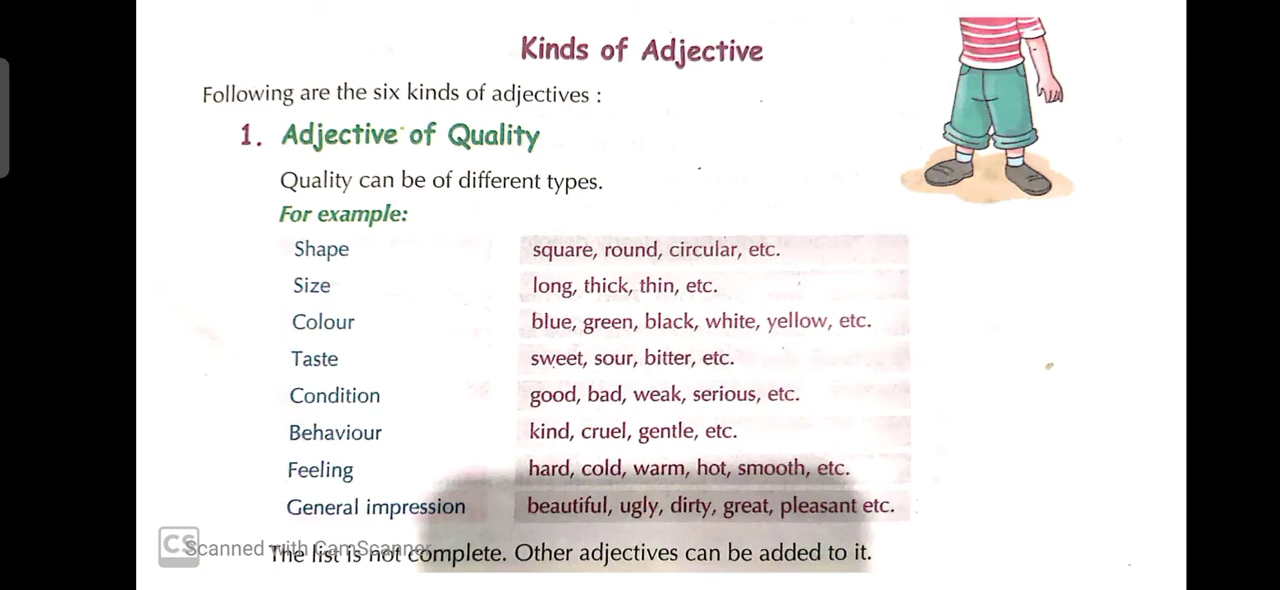 Kinds of Adjective
Following are the six kinds of adjectives :
1. Adjective of Quality
Quality can be of different types.
For example:
Shape square, round, circular, etc.
Size long, thick, thin, etc.
Colour blue, green, black, white, yellow, etc.
Taste sweet, sour, bitter, etc.
Condition good, bad, weak, serious, etc.
Behaviour kind, cruel, gentle, etc.
Feeling hard, cold, warm, hot, smooth, etc.
General impression beautiful, ugly, dirty, great, pleasant etc.
The list is not complete. Other adjectives can be added to it.
CS Scanned with CamScanner